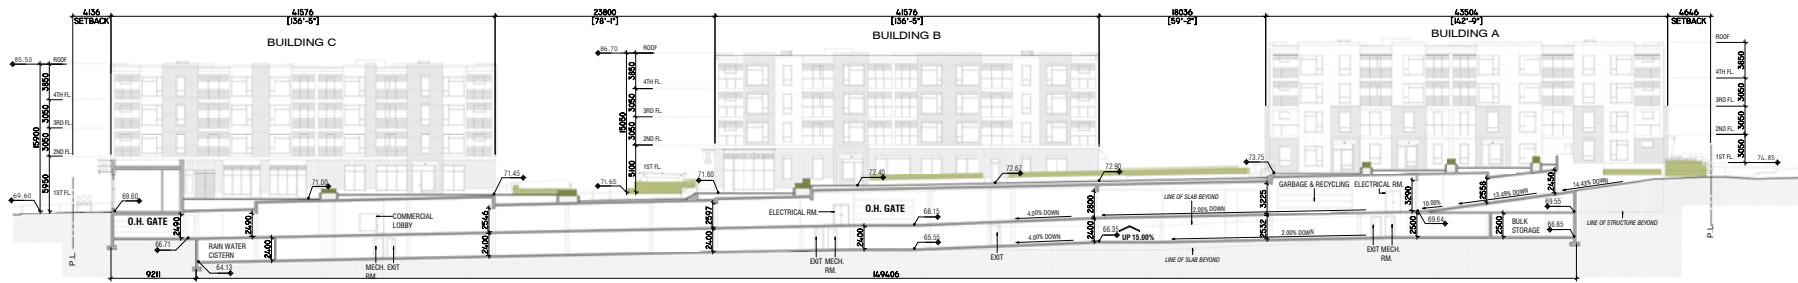 4136
SETBACK
41576
[136'-5"]
23800
[78'-1"]
41576
[136'-5"]
18036
[59'-2"]
43504
[142'-9"]
4646
SETBACK
BUILDING C
BUILDING B
BUILDING A
85.50
ROOF
3850
4TH FL.
3050
3RD FL.
3050
2ND FL.
15900
5950
1ST FL.
69.60
86.70
ROOF
3850
4TH FL.
3050
3RD FL.
3050
2ND FL.
15050
5100
1ST FL.
71.65
ROOF
3850
4TH FL.
3050
3RD FL.
3050
2ND FL.
3050
1ST FL.
74.85
69.60
71.00
71.45
71.60
72.40
72.67
72.90
73.75
O.H. GATE
2490
2490
2400
COMMERCIAL
LOBBY
2546
2400
2597
2400
ELECTRICAL RM.
O.H. GATE
2400
68.15
65.55
4.00% DOWN
4.00% DOWN
2800
2400
LINE OF SLAB BEYOND
2.00% DOWN
66.35
UP 15.00%
2.00% DOWN
LINE OF SLAB BEYOND
3225
2532
GARBAGE & RECYCLING
ELECTRICAL RM.
3290
2500
10.00%
69.64
2558
13.49% DOWN
2450
14.43% DOWN
69.55
2500
BULK
STORAGE
66.85
LINE OF STRUCTURE BEYOND
66.71
RAIN WATER
CISTERN
64.13
MECH.
RM.
EXIT
EXIT
MECH.
RM.
EXIT
EXIT
MECH.
RM.
P.L.
P.L.
9211
149406